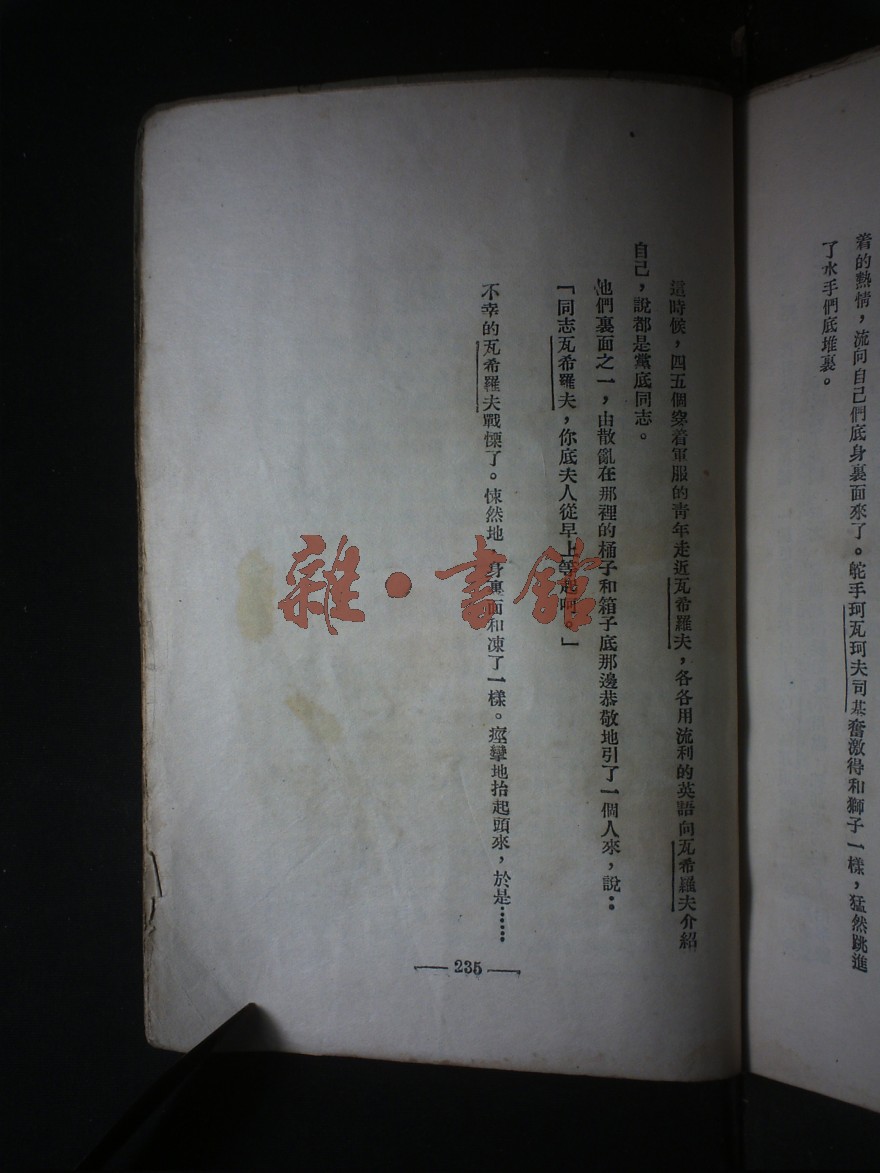 着的熱情，流向自己們底身裏面來了。鴕手珂瓦珂夫司基奮激得和獅子一樣，猛然跳進
了水手們底堆裏。
這時候，四五個穿着軍服的青年走近瓦希羅夫，各各用流利的英語向瓦希羅夫介紹
自己，說都是黨底同志。
他們裏面之一，由散亂在那裡的桶子和箱子底那邊恭敬地引了一個人來，說：
「同志瓦希羅夫，你底夫人從早上等起呵。」
不幸的瓦希羅夫戰慄了。悚然地身裏面和凍了一樣。痙攣地抬起頭來，於是……
— 235 —
雜·書館